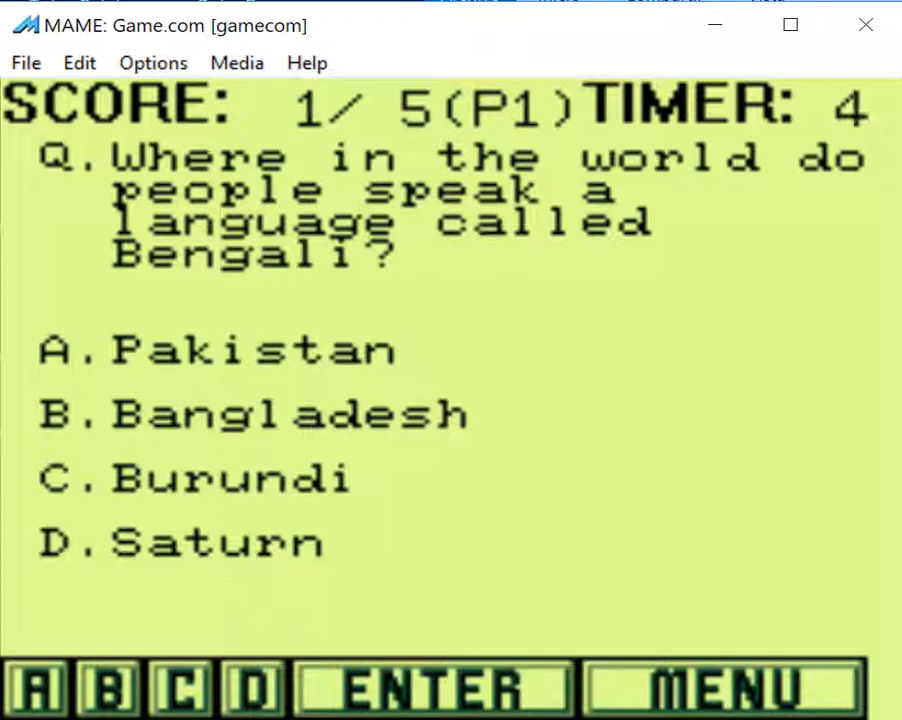 MAME: Game.com [gamecom]
File Edit Options Media Help
SCORE: 1/ 5(P1) TIMER: 4
Q. Where in the world do
people speak a
language called
Bengali?
A. Pakistan
B. Bangladesh
C. Burundi
D. Saturn
A B C D ENTER MENU